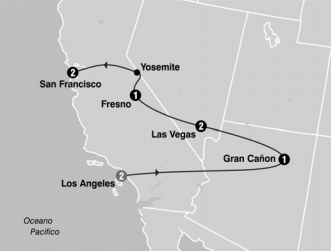 Yosemite
2
San Francisco
1
Fresno
2
Las Vegas
Gran Cañon 1
2
Los Angeles
Oceano
Pacifico